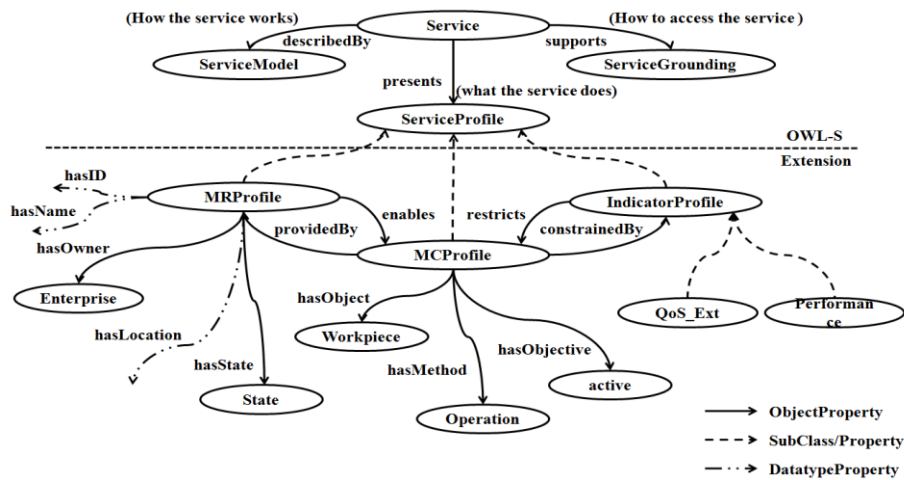 (How the service works)
Service
(How to access the service )
describedBy
supports
ServiceModel
ServiceGrounding
presents
(what the service does)
ServiceProfile
OWL-S
Extension
hasID
MRProfile
IndicatorProfile
hasName
enables
restricts
providedBy
constrainedBy
hasOwner
MCProfile
Enterprise
hasObject
QoS_Ext
Performa
nce
hasLocation
Workpiece
hasObjective
hasState
hasMethod
active
State
Operation
ObjectProperty
SubClass/Property
DatatypeProperty